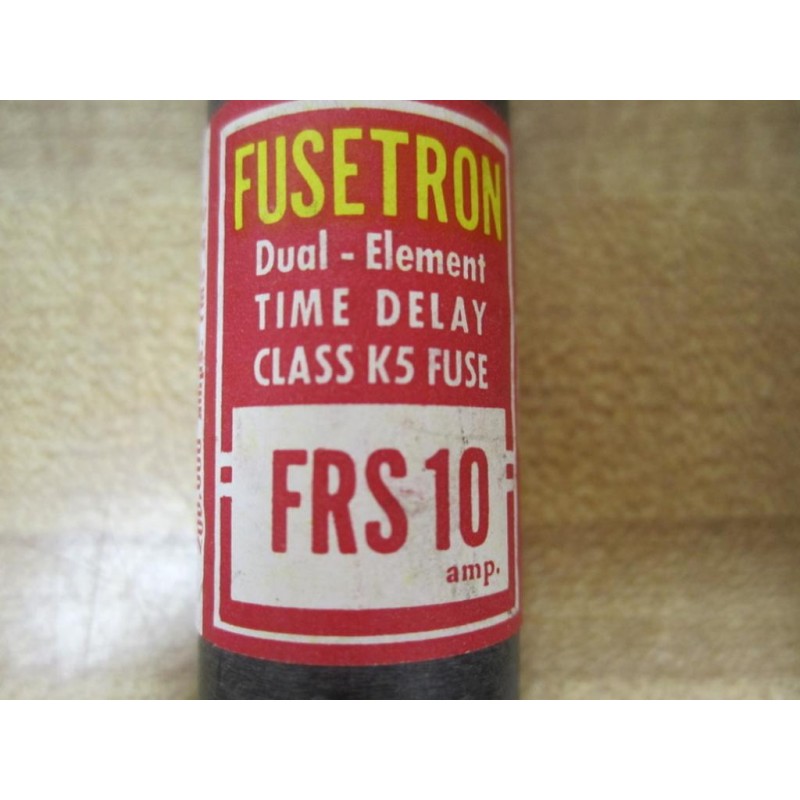 FUSETRON
Dual - Element
TIME DELAY
CLASS K5 FUSE
FRS 10
amp.